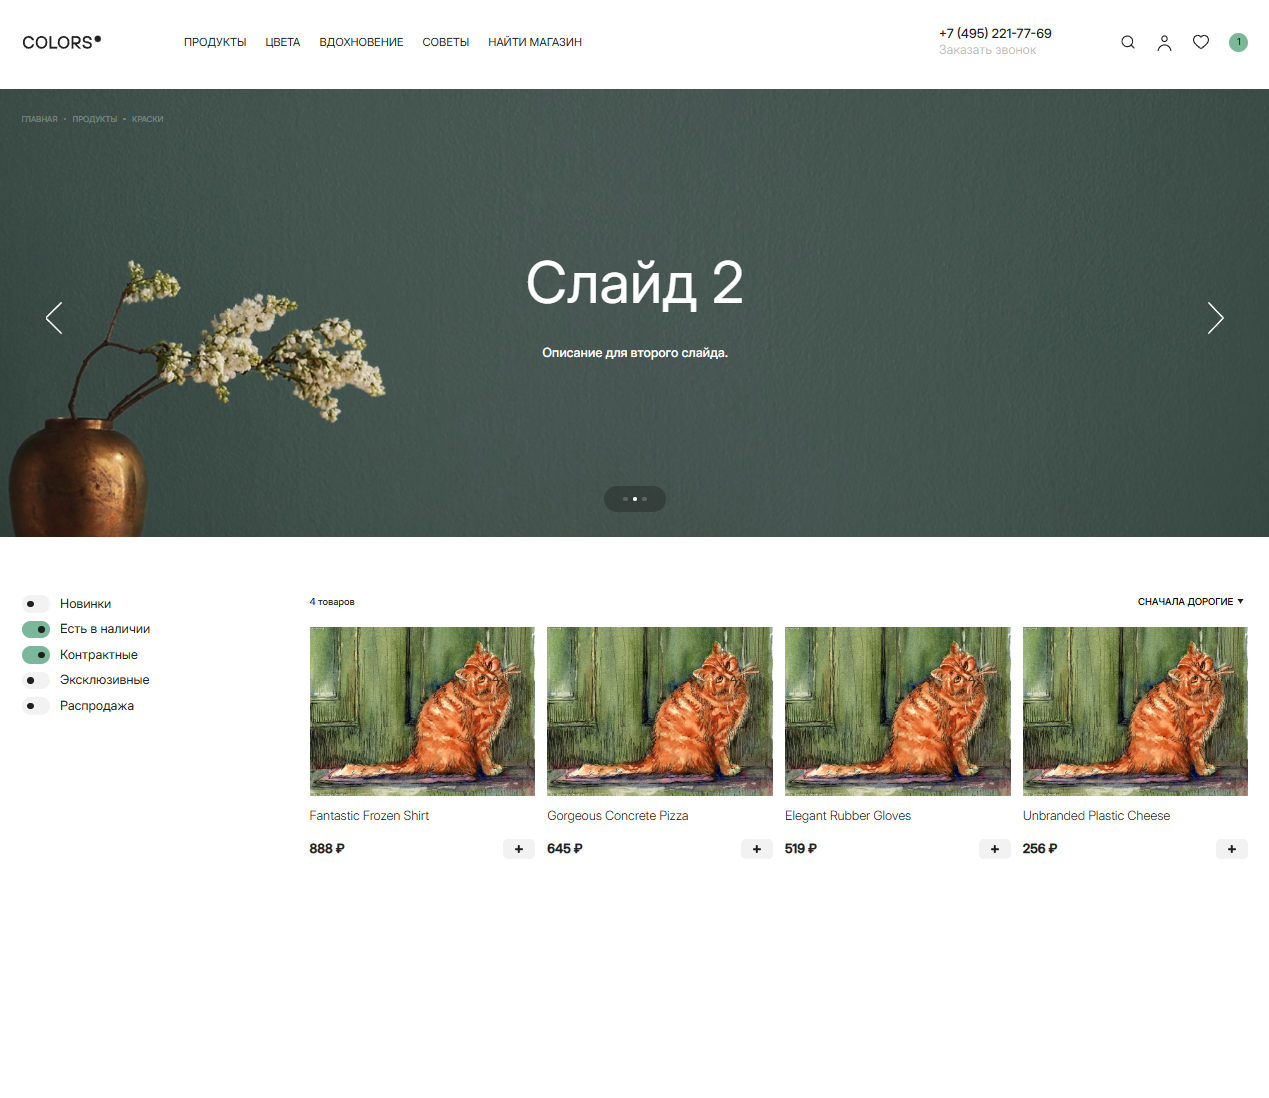 COLORS
ПРОДУКТЫ ЦВЕТА ВДОХНОВЕНИЕ СОВЕТЫ НАЙТИ МАГАЗИН
+7 (495) 221-77-69
Заказать звонок
1
ГЛАВНАЯ • ПРОДУКТЫ • КРАСКИ
Слайд 2
Описание для второго слайда.
Новинки
Есть в наличии
Контрактные
Эксклюзивные
Распродажа
4 товаров
СНАЧАЛА ДОРОГИЕ
Fantastic Frozen Shirt
888 ₽
+
Gorgeous Concrete Pizza
645 ₽
+
Elegant Rubber Gloves
519 ₽
+
Unbranded Plastic Cheese
256 ₽
+